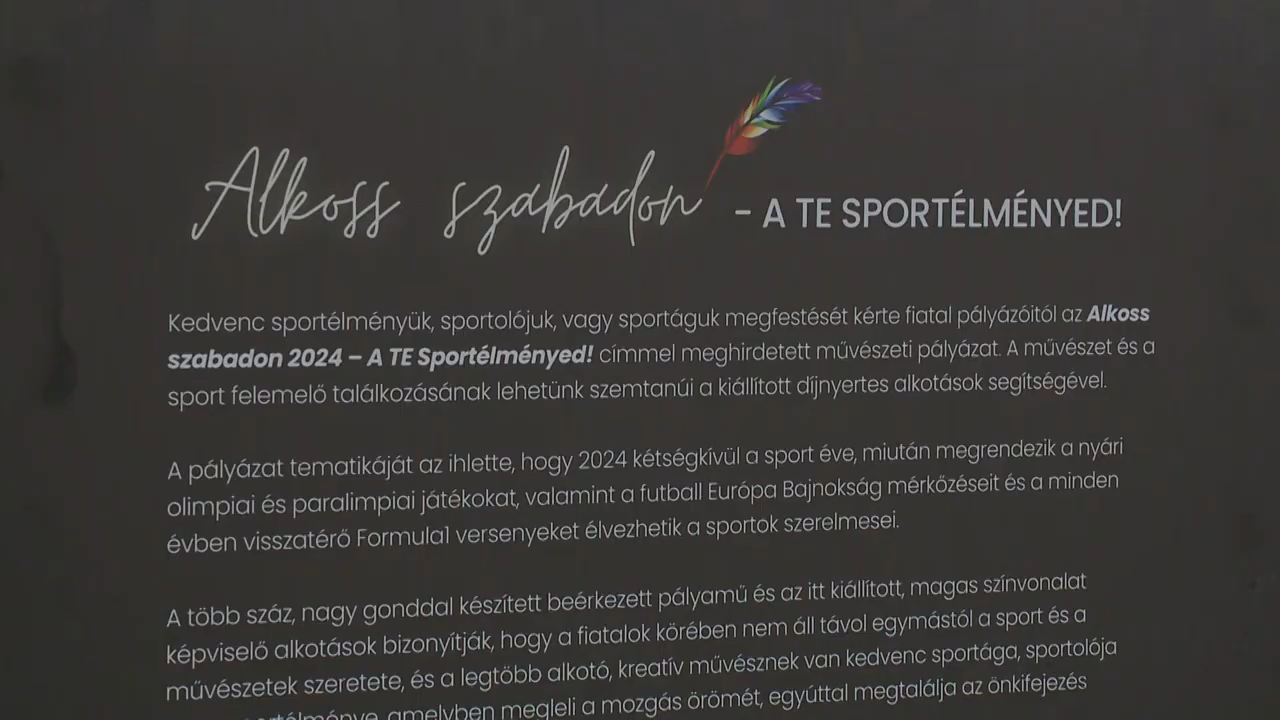 Alkoss szabadon – A TE SPORTÉLMÉNYED!
Kedvenc sportélményük, sportolójuk, vagy sportáguk megfestését kérte fiatal pályázóitól az Alkoss
szabadon 2024 – A TE Sportélményed! címmel meghirdetett művészeti pályázat. A művészet és a
sport felemelő találkozásának lehetünk szemtanúi a kiállított díjnyertes alkotások segítségével.
A pályázat tematikáját az ihlette, hogy 2024 kétségkívül a sport éve, miután megrendezik a nyári
olimpiai és paralimpiai játékokat, valamint a futball Európa Bajnokság mérkőzéseit és a minden
évben visszatérő Formula1 versenyeket élvezhetik a sportok szerelmesei.
A több száz, nagy gonddal készített beérkezett pályamű és az itt kiállított, magas színvonalat
képviselő alkotások bizonyítják, hogy a fiatalok körében nem áll távol egymástól a sport és a
művészetek szeretete, és a legtöbb alkotó, kreatív művésznek van kedvenc sportága, sportolója
amelyben megleli a mozgás örömét, egyúttal megtalálja az önkifejezés